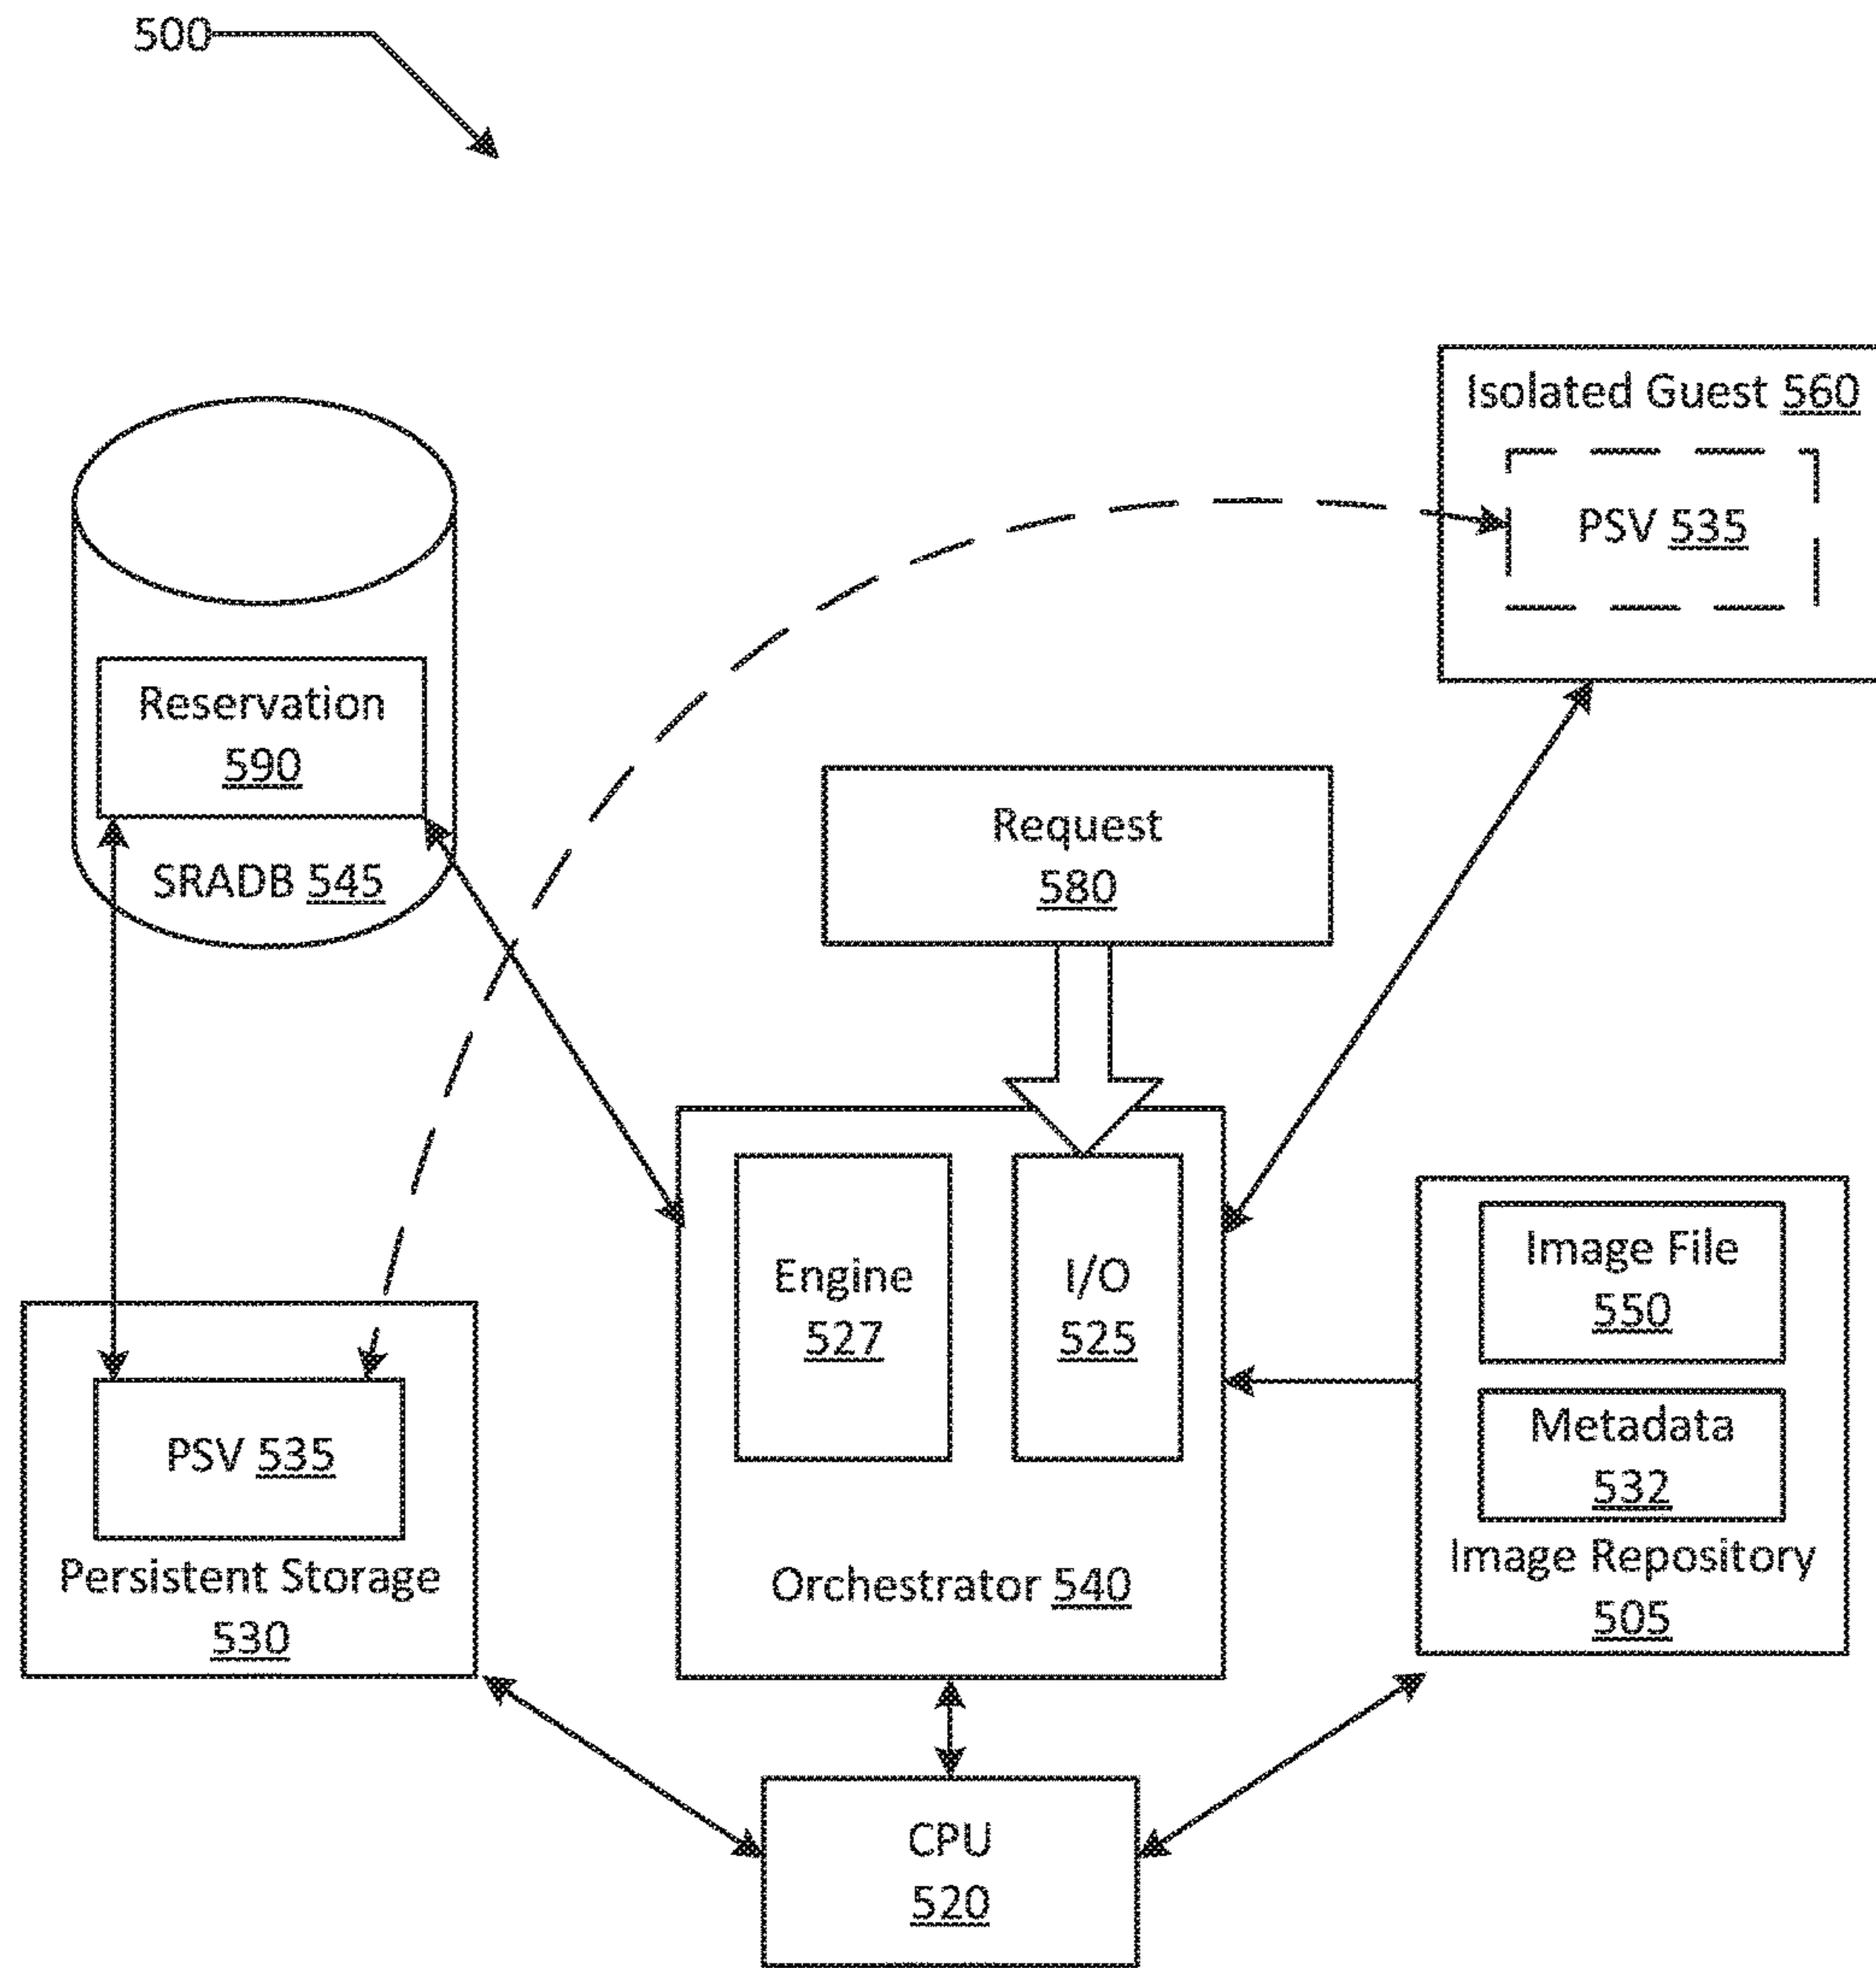 500
Isolated Guest 560
PSV 535
Reservation
590
SRADB 545
Request
580
Engine
527
I/O
525
Orchestrator 540
Image File
550
Metadata
532
Image Repository
505
PSV 535
Persistent Storage
530
CPU
520